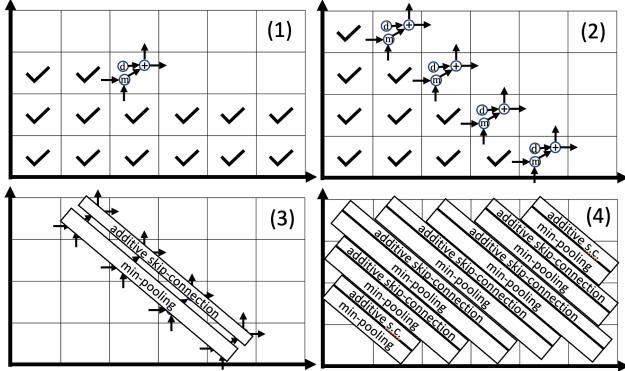 (1)
d
+
m
(2)
d
+
m
d
+
m
d
+
m
d
+
m
(3)
additive skip-connection
min-pooling
(4)
additive s.c.
min-pooling
additive skip-connection
min-pooling
additive skip-connection
min-pooling
additive skip-connection
min-pooling
additive skip-connection
min-pooling
additive s.c.
min-pooling